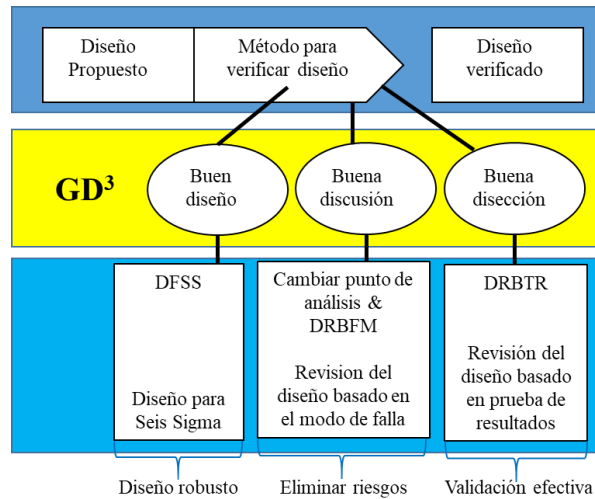 Diseño
Propuesto
Método para
verificar diseño
Diseño
verificado
GD³
Buen
diseño
Buena
discusión
Buena
disección
DFSS
Diseño para
Seis Sigma
Cambiar punto de
análisis &
DRBFM
Revision del
diseño basado en
el modo de falla
DRBTR
Revisión del
diseño basado
en prueba de
resultados
Diseño robusto
Eliminar riesgos
Validación efectiva